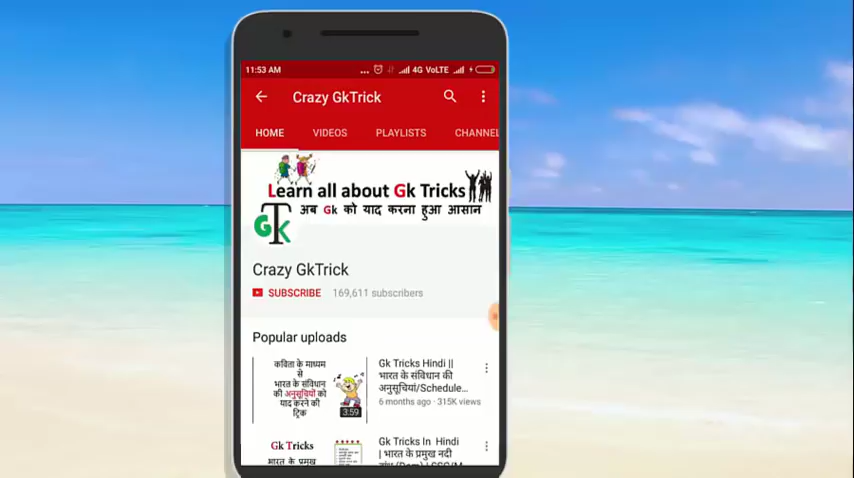 11:53 AM
4G VoLTE
Crazy GkTrick
HOME VIDEOS PLAYLISTS CHANNEL
Learn all about Gk Tricks
अब Gk को याद करना हुआ आसान
GTk
Crazy GkTrick
SUBSCRIBE 169,611 subscribers
Popular uploads
कविता के माध्यम
से
भारत के संविधान
की अनुसूचियों को
याद करने की
ट्रिक
3:59
Gk Tricks Hindi ||
भारत के संविधान की
अनुसूचियां/Schedule...
6 months ago · 315K views
Gk Tricks
भारत के प्रमुख
Gk Tricks In Hindi
| भारत के प्रमुख नदी